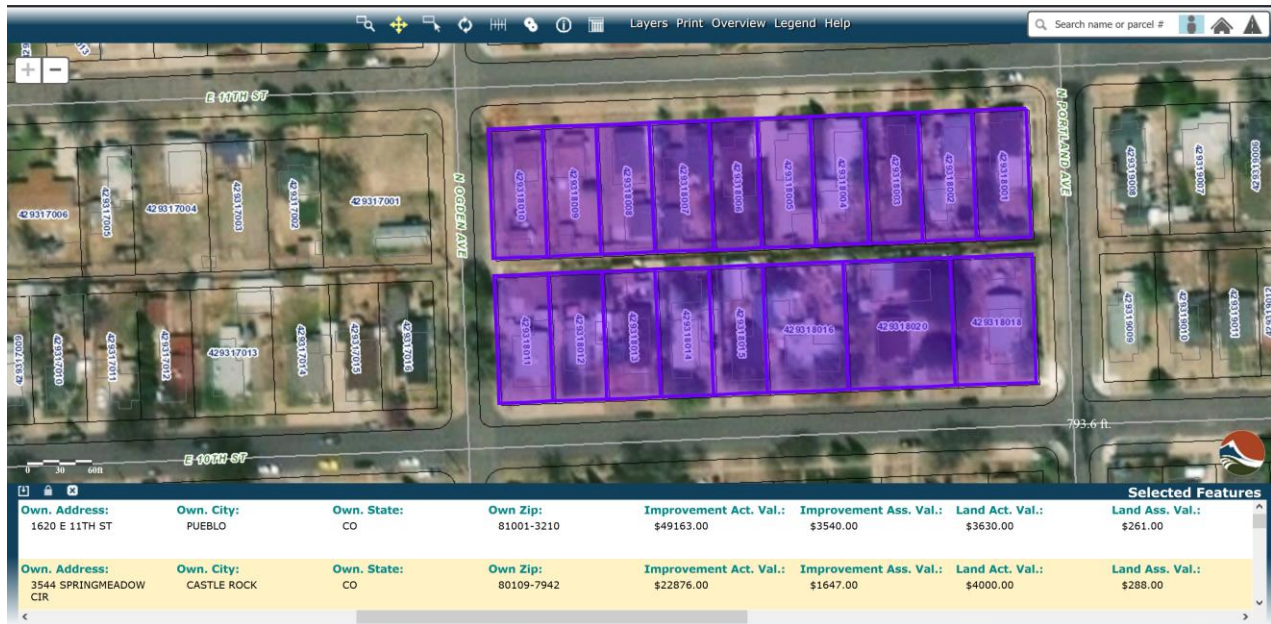 Layers Print Overview Legend Help
Search name or parcel #
E 11TH ST
N OGDEN AVE
N PORTLAND AVE
429317006
429317005
429317004
429317003
429317002
429317001
429318010
429318009
429318008
429318007
429318006
429318005
429318004
429318003
429318002
429318001
429319008
429319007
429319006
429317009
429317010
429317011
429317012
429317013
429317014
429317015
429317016
429318011
429318012
429318013
429318014
429318015
429318016
429318020
429318018
429319009
429319010
429319011
429319012
793.6 ft.
E 10TH ST
0 30 60ft
Selected Features
Own. Address: Own. City: Own. State: Own Zip: Improvement Act. Val.: Improvement Ass. Val.: Land Act. Val.: Land Ass. Val.:
1620 E 11TH ST PUEBLO CO 81001-3210 $49163.00 $3540.00 $3630.00 $261.00
Own. Address: Own. City: Own. State: Own Zip: Improvement Act. Val.: Improvement Ass. Val.: Land Act. Val.: Land Ass. Val.:
3544 SPRINGMEADOW CASTLE ROCK CO 80109-7942 $22876.00 $1647.00 $4000.00 $288.00
CIR